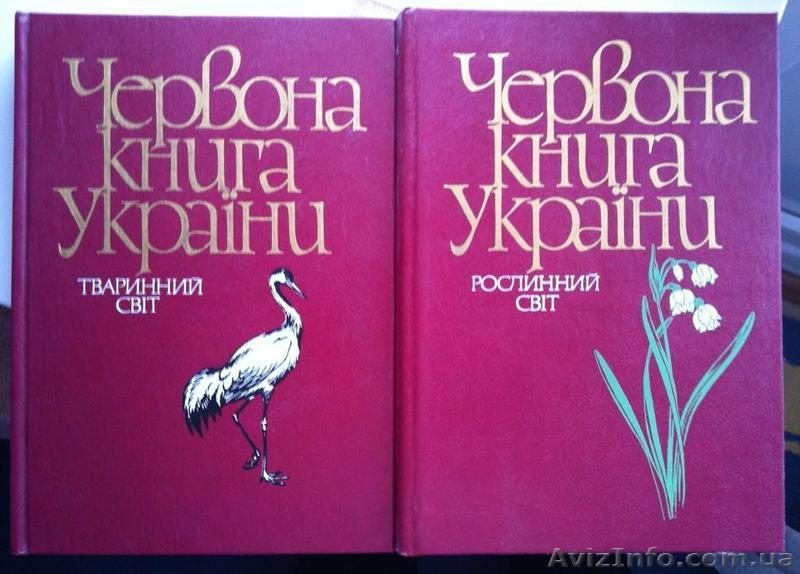 Червона
книга
України
ТВАРИННИЙ
СВІТ
Червона
книга
України
РОСЛИННИЙ
СВІТ
AvizInfo.com.ua